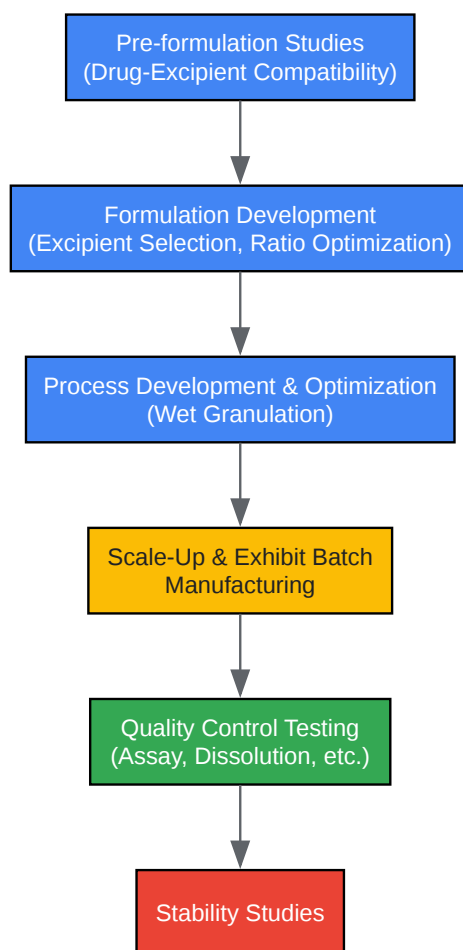 Pre-formulation Studies
(Drug-Excipient Compatibility)
Formulation Development
(Excipient Selection, Ratio Optimization)
Process Development & Optimization
(Wet Granulation)
Scale-Up & Exhibit Batch
Manufacturing
Quality Control Testing
(Assay, Dissolution, etc.)
Stability Studies